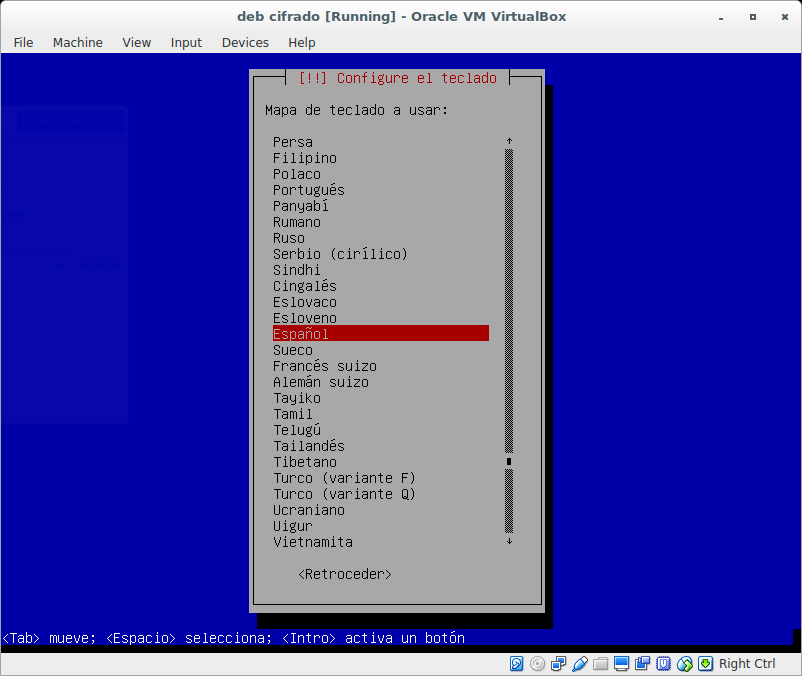 deb cifrado [Running] - Oracle VM VirtualBox
File Machine View Input Devices Help
[!!] Configure el teclado
Mapa de teclado a usar:
Persa
Filipino
Polaco
Portugués
Panyabí
Rumano
Ruso
Serbio (cirílico)
Sindhi
Cingalés
Eslovaco
Esloveno
Español
Sueco
Francés suizo
Alemán suizo
Tayiko
Tamil
Telugú
Tailandés
Tibetano
Turco (variante F)
Turco (variante Q)
Ucraniano
Uigur
Vietnamita
<Retroceder>
<Tab> mueve; <Espacio> selecciona; <Intro> activa un botón
Right Ctrl